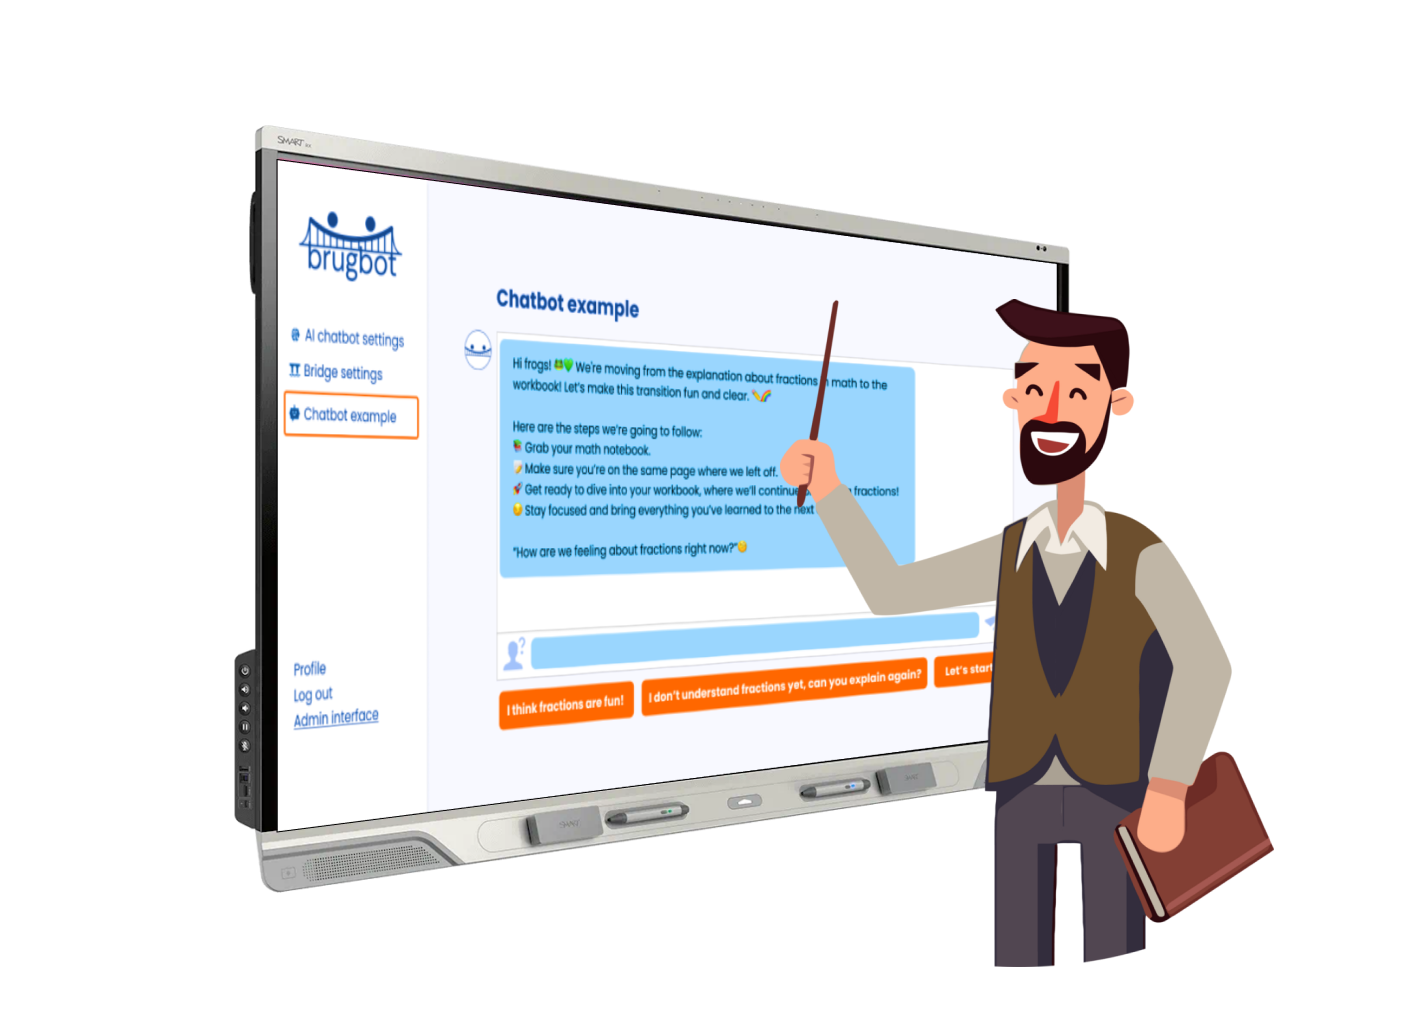 SMART
brugbot
AI chatbot settings
Bridge settings
Chatbot example
Profile
Log out
Admin interface
Chatbot example
Hi frogs! 🐸💚 We're moving from the explanation about fractions in math to the
workbook! Let's make this transition fun and clear. ✏️🌈
Here are the steps we're going to follow:
📚 Grab your math notebook.
📝 Make sure you're on the same page where we left off.
🚀 Get ready to dive into your workbook, where we'll continue fractions!
😊 Stay focused and bring everything you've learned to the next
"How are we feeling about fractions right now?"😊
?
I think fractions are fun!
I don't understand fractions yet, can you explain again?
Let's start
SMART
SMART